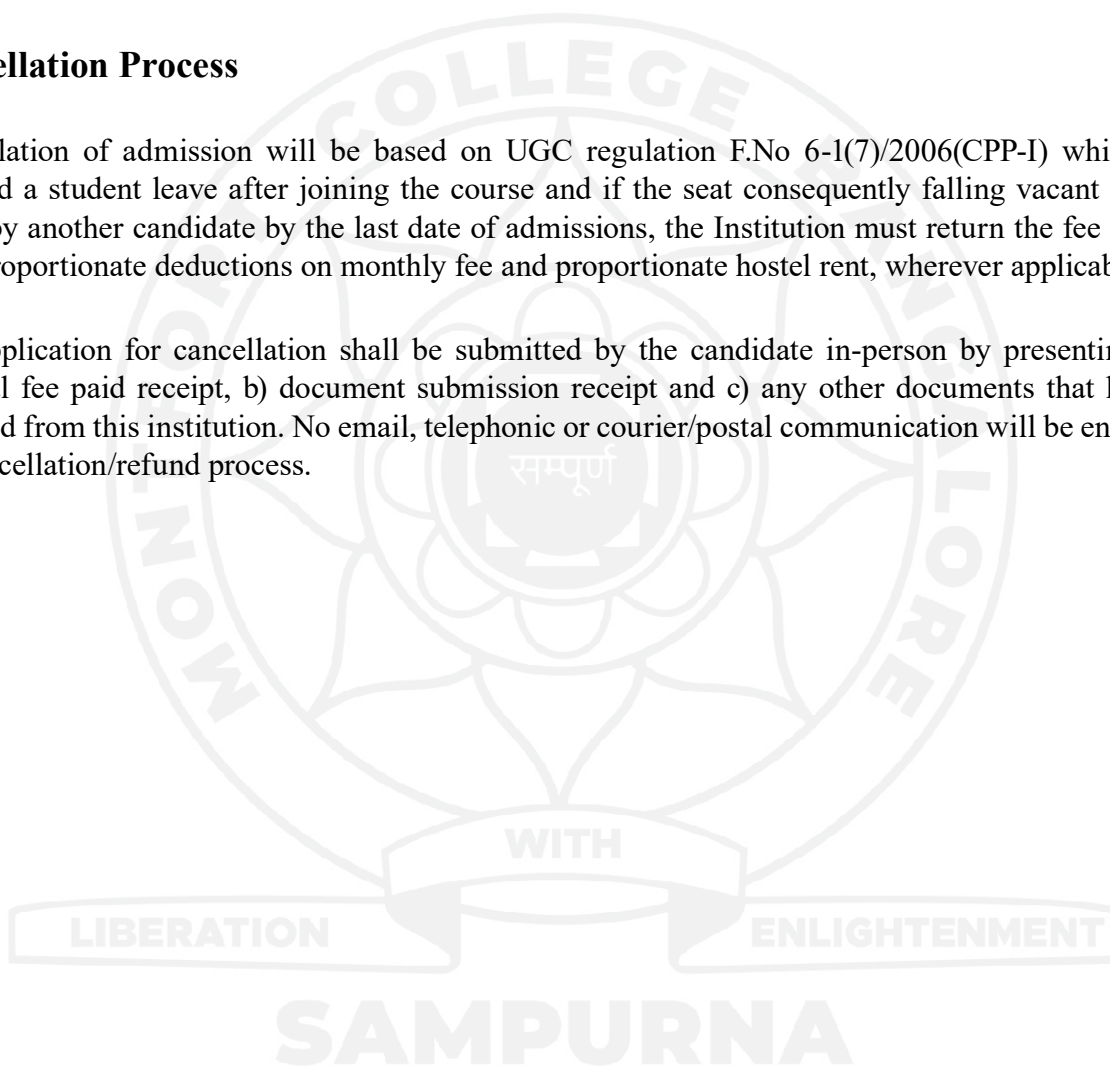 ellation Process
lation of admission will be based on UGC regulation F.No 6-1(7)/2006(CPP-I) whi
d a student leave after joining the course and if the seat consequently falling vacant
by another candidate by the last date of admissions, the Institution must return the fee
roportionate deductions on monthly fee and proportionate hostel rent, wherever applicab
plication for cancellation shall be submitted by the candidate in-person by presentin
l fee paid receipt, b) document submission receipt and c) any other documents that
d from this institution. No email, telephonic or courier/postal communication will be en
cellation/refund process.
MONTFORT COLLEGE BANGALORE
सम्पूर्ण
WITH
LIBERATION ENLIGHTENMENT
SAMPURNA